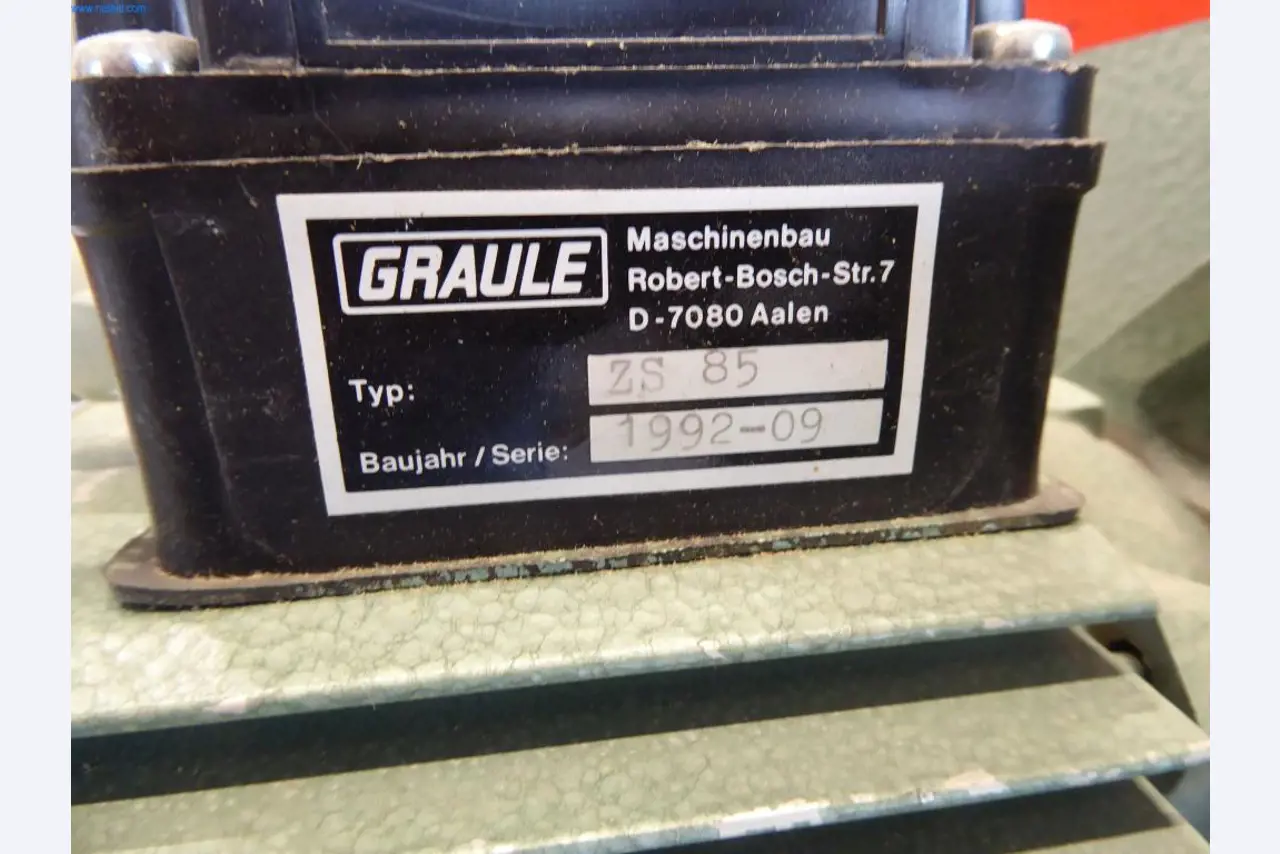 GRAULE
Maschinenbau
Robert-Bosch-Str. 7
D-7080 Aalen
Typ: ZS 85
Baujahr / Serie: 1992-09